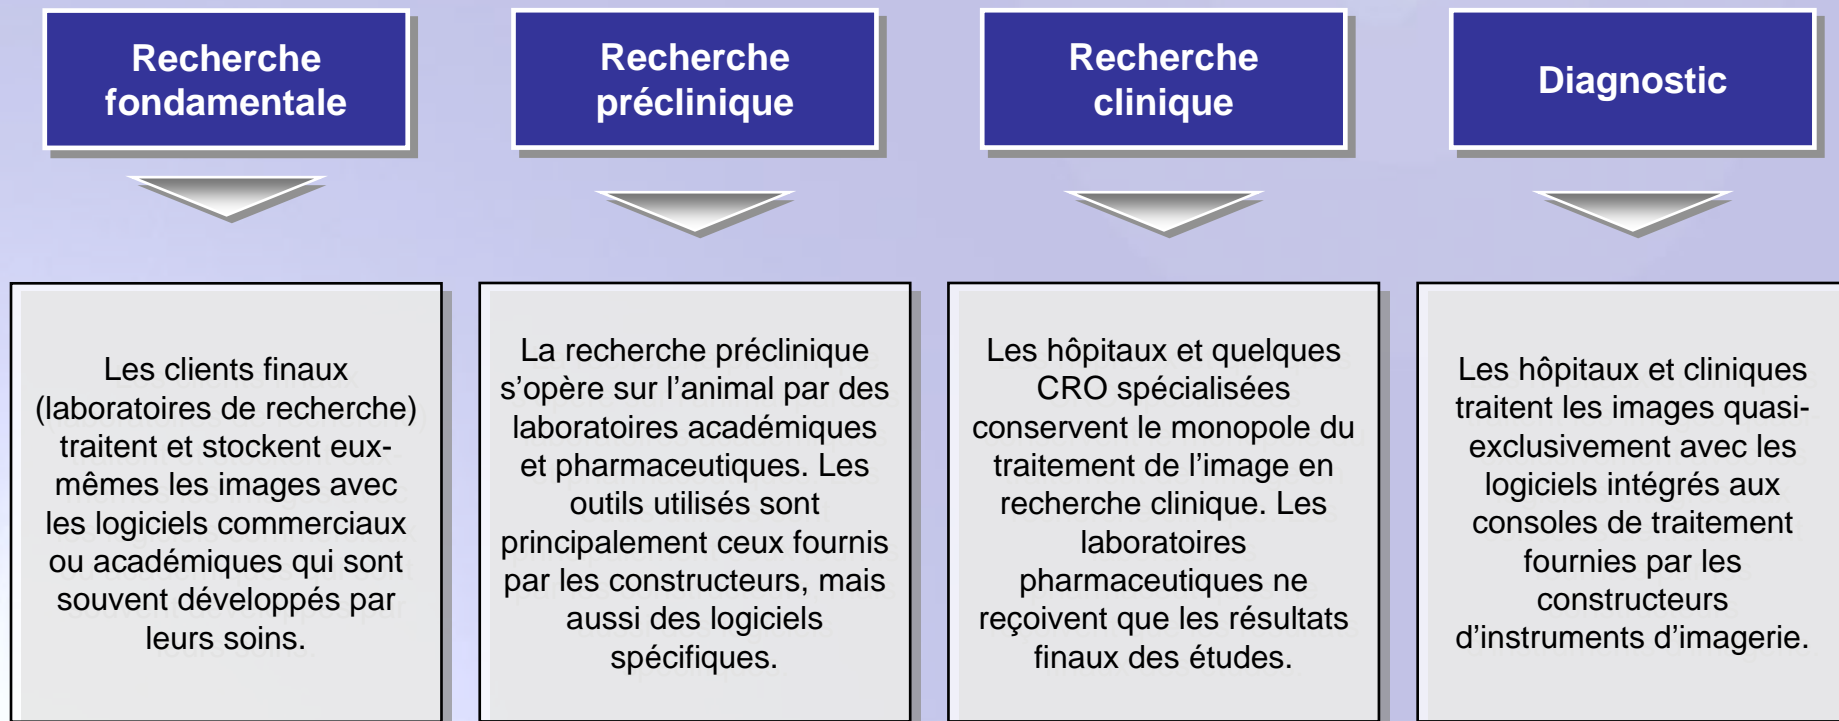 Recherche
fondamentale
Recherche
préclinique
Recherche
clinique
Diagnostic
Les clients finaux
(laboratoires de recherche)
traitent et stockent eux-
mêmes les images avec
les logiciels commerciaux
ou académiques qui sont
souvent développés par
leurs soins.
La recherche préclinique
s’opère sur l’animal par des
laboratoires académiques
et pharmaceutiques. Les
outils utilisés sont
principalement ceux fournis
par les constructeurs, mais
aussi des logiciels
spécifiques.
Les hôpitaux et quelques
CRO spécialisées
conservent le monopole du
traitement de l’image en
recherche clinique. Les
laboratoires
pharmaceutiques ne
reçoivent que les résultats
finaux des études.
Les hôpitaux et cliniques
traitent les images quasi-
exclusivement avec les
logiciels intégrés aux
consoles de traitement
fournies par les
constructeurs
d’instruments d’imagerie.